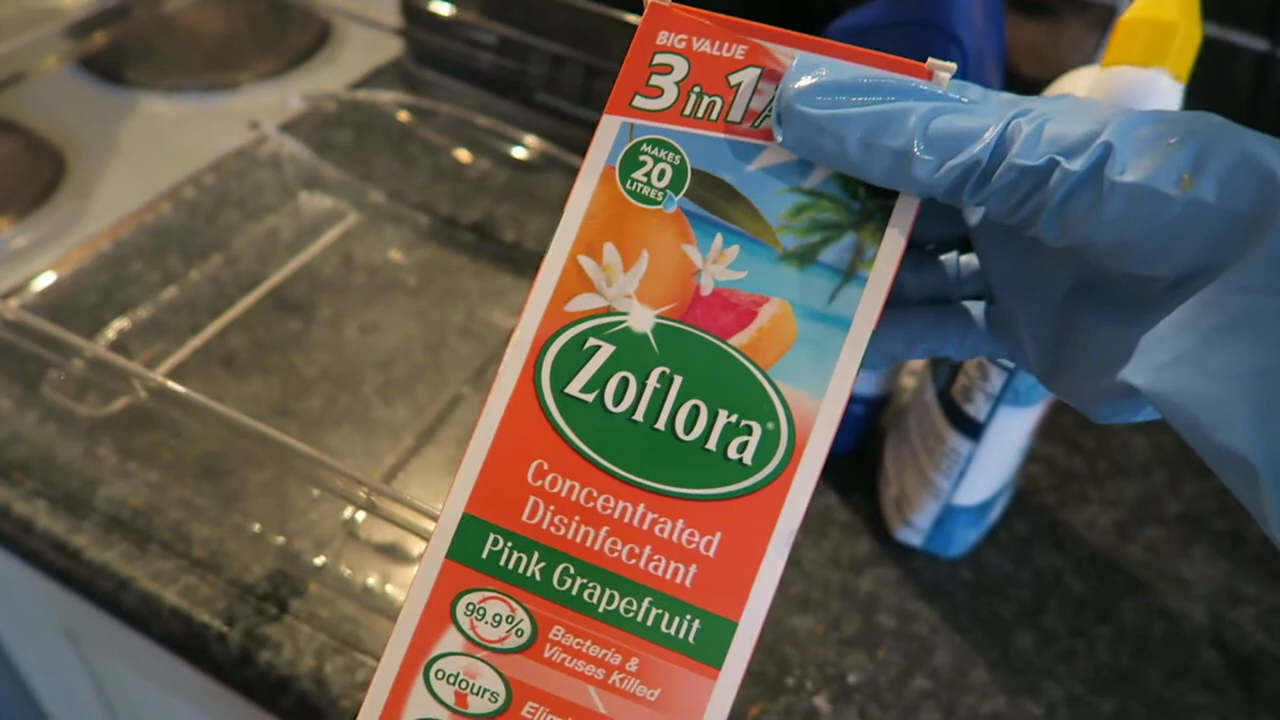 BIG VALUE
3 in 1
MAKES
20
LITRES
Zoflora
Concentrated
Disinfectant
Pink Grapefruit
99.9%
Bacteria &
Viruses Killed
odours